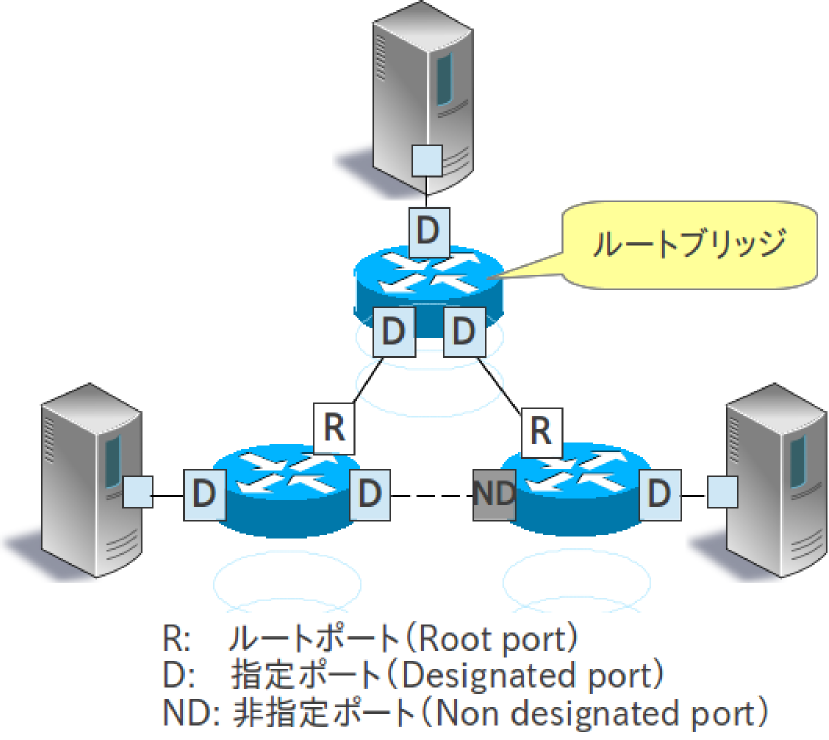 D
ルートブリッジ
D D
R R
D D ND D
R: ルートポート(Root port)
D: 指定ポート(Designated port)
ND: 非指定ポート(Non designated port)